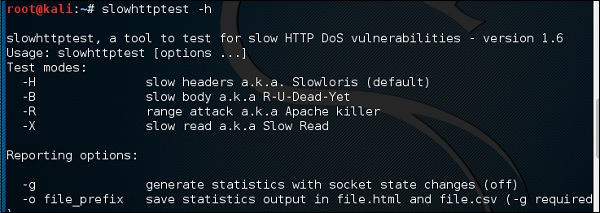 root@kali:~# slowhttptest -h
slowhttptest, a tool to test for slow HTTP DoS vulnerabilities - version 1.6
Usage: slowhttptest [options ...]
Test modes:
-H slow headers a.k.a. Slowloris (default)
-B slow body a.k.a R-U-Dead-Yet
-R range attack a.k.a Apache killer
-X slow read a.k.a Slow Read
Reporting options:
-g generate statistics with socket state changes (off)
-o file_prefix save statistics output in file.html and file.csv (-g required
)